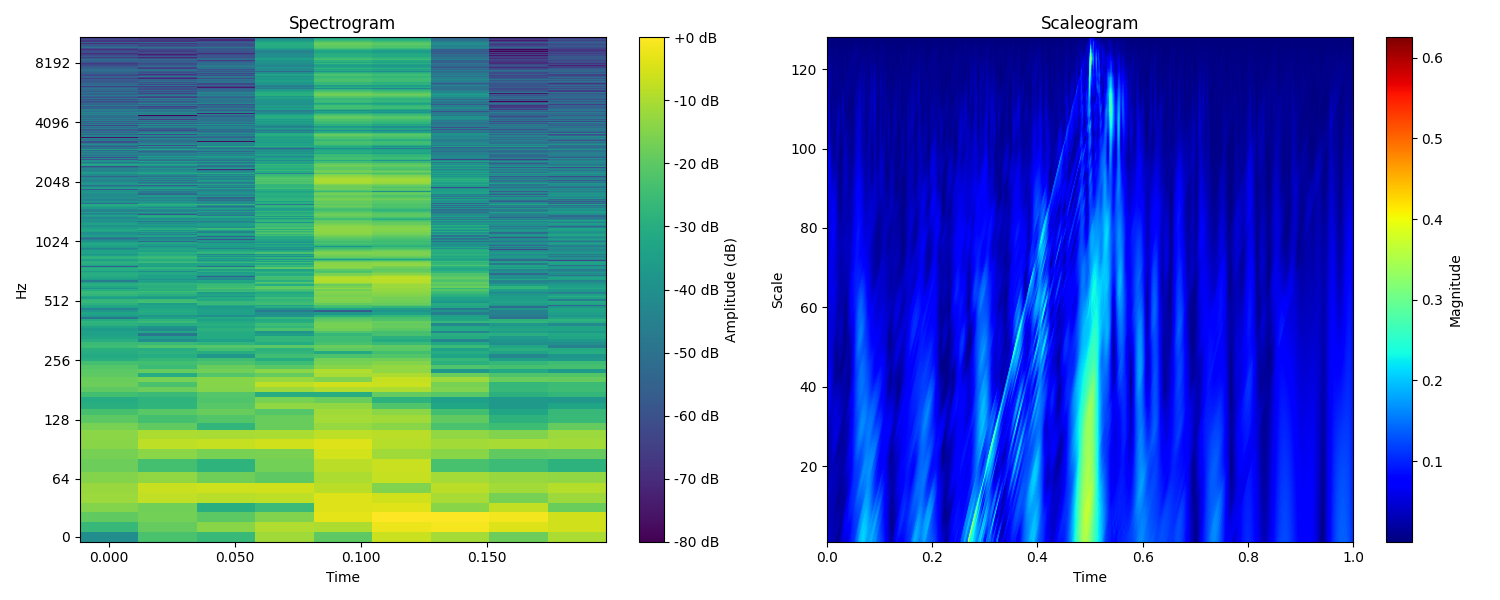 Spectrogram
Hz
8192
4096
2048
1024
512
256
128
64
0
0.000 0.050 0.100 0.150
Time
+0 dB
-10 dB
-20 dB
-30 dB
-40 dB
-50 dB
-60 dB
-70 dB
-80 dB
Amplitude (dB)
Scaleogram
Scale
120
100
80
60
40
20
0.0 0.2 0.4 0.6 0.8 1.0
Time
0.6
0.5
0.4
0.3
0.2
0.1
Magnitude